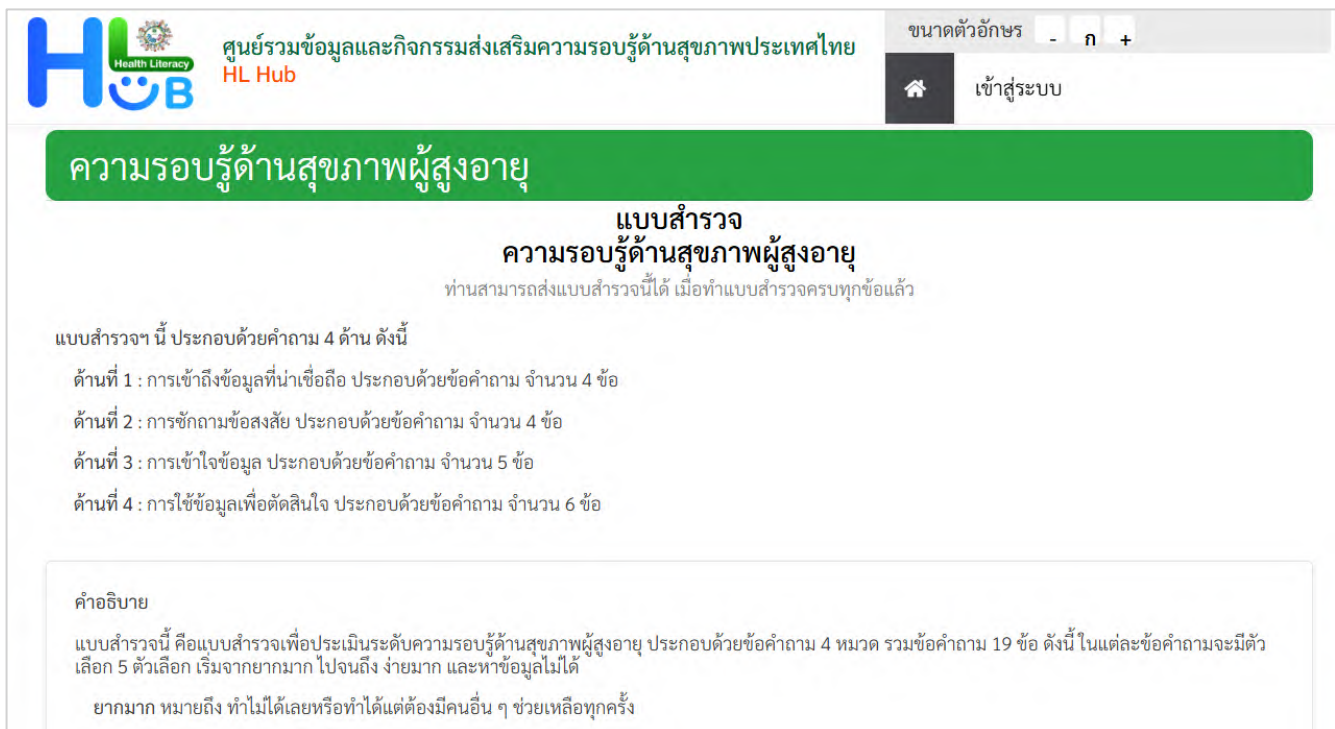 Health Literacy
HL HUB
ศูนย์รวมข้อมูลและกิจกรรมส่งเสริมความรอบรู้ด้านสุขภาพประเทศไทย
HL Hub
ขนาดตัวอักษร - ก +
เข้าสู่ระบบ
ความรอบรู้ด้านสุขภาพผู้สูงอายุ
แบบสำรวจ
ความรอบรู้ด้านสุขภาพผู้สูงอายุ
ท่านสามารถส่งแบบสำรวจนี้ได้ เมื่อทำแบบสำรวจครบทุกข้อแล้ว
แบบสำรวจฯ นี้ ประกอบด้วยคำถาม 4 ด้าน ดังนี้
ด้านที่ 1 : การเข้าถึงข้อมูลที่น่าเชื่อถือ ประกอบด้วยข้อคำถาม จำนวน 4 ข้อ
ด้านที่ 2 : การซักถามข้อสงสัย ประกอบด้วยข้อคำถาม จำนวน 4 ข้อ
ด้านที่ 3 : การเข้าใจข้อมูล ประกอบด้วยข้อคำถาม จำนวน 5 ข้อ
ด้านที่ 4 : การใช้ข้อมูลเพื่อตัดสินใจ ประกอบด้วยข้อคำถาม จำนวน 6 ข้อ
คำอธิบาย
แบบสำรวจนี้ คือแบบสำรวจเพื่อประเมินระดับความรอบรู้ด้านสุขภาพผู้สูงอายุ ประกอบด้วยข้อคำถาม 4 หมวด รวมข้อคำถาม 19 ข้อ ดังนี้ ในแต่ละข้อคำถามจะมีตัว
เลือก 5 ตัวเลือก เริ่มจากยากมาก ไปจนถึง ง่ายมาก และหาข้อมูลไม่ได้
ยากมาก หมายถึง ทำไม่ได้เลยหรือทำได้แต่ต้องมีคนอื่น ๆ ช่วยเหลือทุกครั้ง